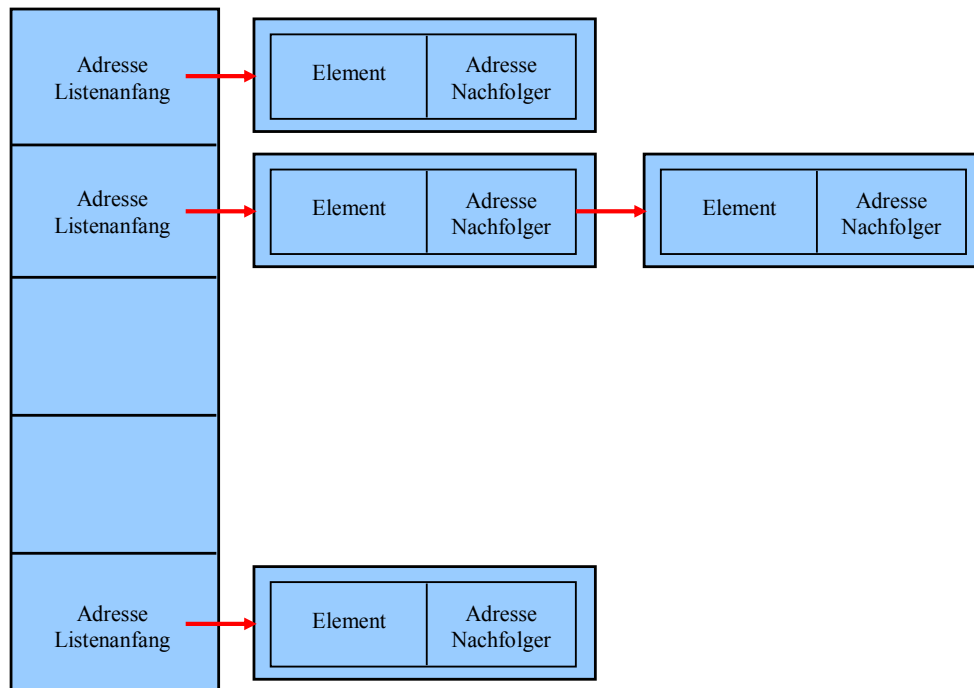 Adresse
Listenanfang
Element
Adresse
Nachfolger
Adresse
Listenanfang
Element
Adresse
Nachfolger
Element
Adresse
Nachfolger
Adresse
Listenanfang
Element
Adresse
Nachfolger